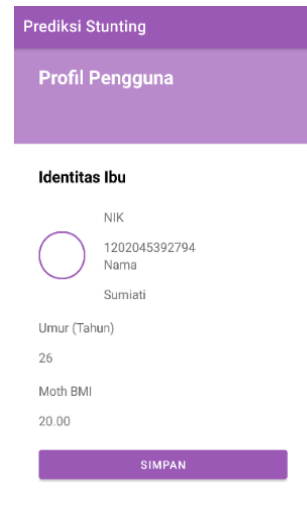 Prediksi Stunting
Profil Pengguna
Identitas Ibu
NIK
1202045392794
Nama
Sumiati
Umur (Tahun)
26
Moth BMI
20.00
SIMPAN